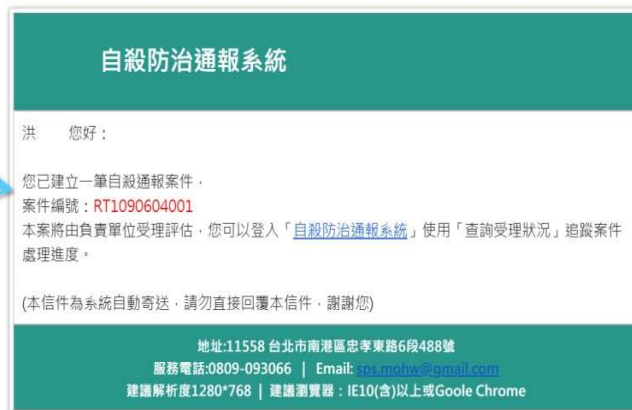 自殺防治通報系統
洪 您好：
您已建立一筆自殺通報案件，
案件編號：RT1090604001
本案將由負責單位受理評估，您可以登入「自殺防治通報系統」使用「查詢受理狀況」追蹤案件
處理進度。
(本信件為系統自動寄送，請勿直接回覆本信件，謝謝您)
地址:11558 台北市南港區忠孝東路6段488號
服務電話:0809-093066 | Email: sps.mohw@gmail.com
建議解析度1280*768 | 建議瀏覽器：IE10(含)以上或Goole Chrome